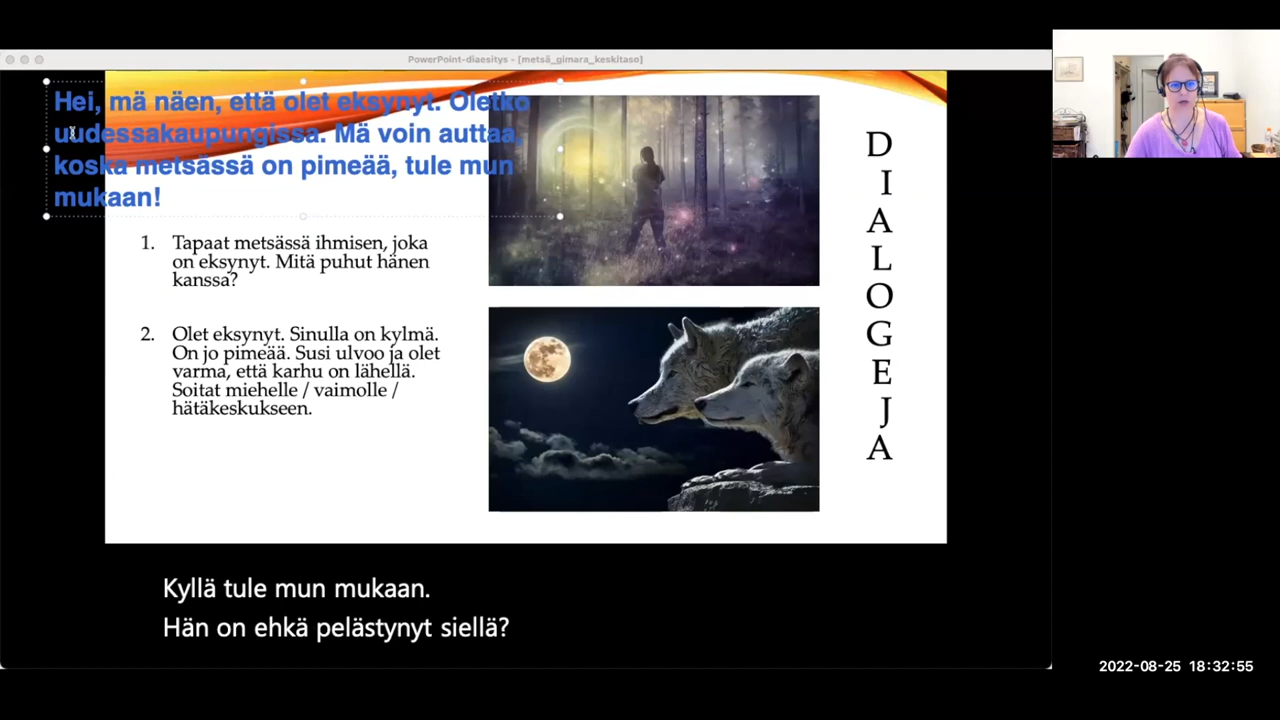 PowerPoint-diaesitys - [metsä_gimara_keskitaso]
Hei, mä näen, että olet eksynyt. Oletko
uudessakaupungissa. Mä voin auttaa,
koska metsässä on pimeää, tule mun
mukaan!
1. Tapaat metsässä ihmisen, joka
on eksynyt. Mitä puhut hänen
kanssa?
2. Olet eksynyt. Sinulla on kylmä.
On jo pimeää. Susi ulvoo ja olet
varma, että karhu on lähellä.
Soitat miehelle / vaimolle /
hätäkeskukseen.
D
I
A
L
O
G
E
J
A
Kyllä tule mun mukaan.
Hän on ehkä pelästynyt siellä?
2022-08-25 18:32:55